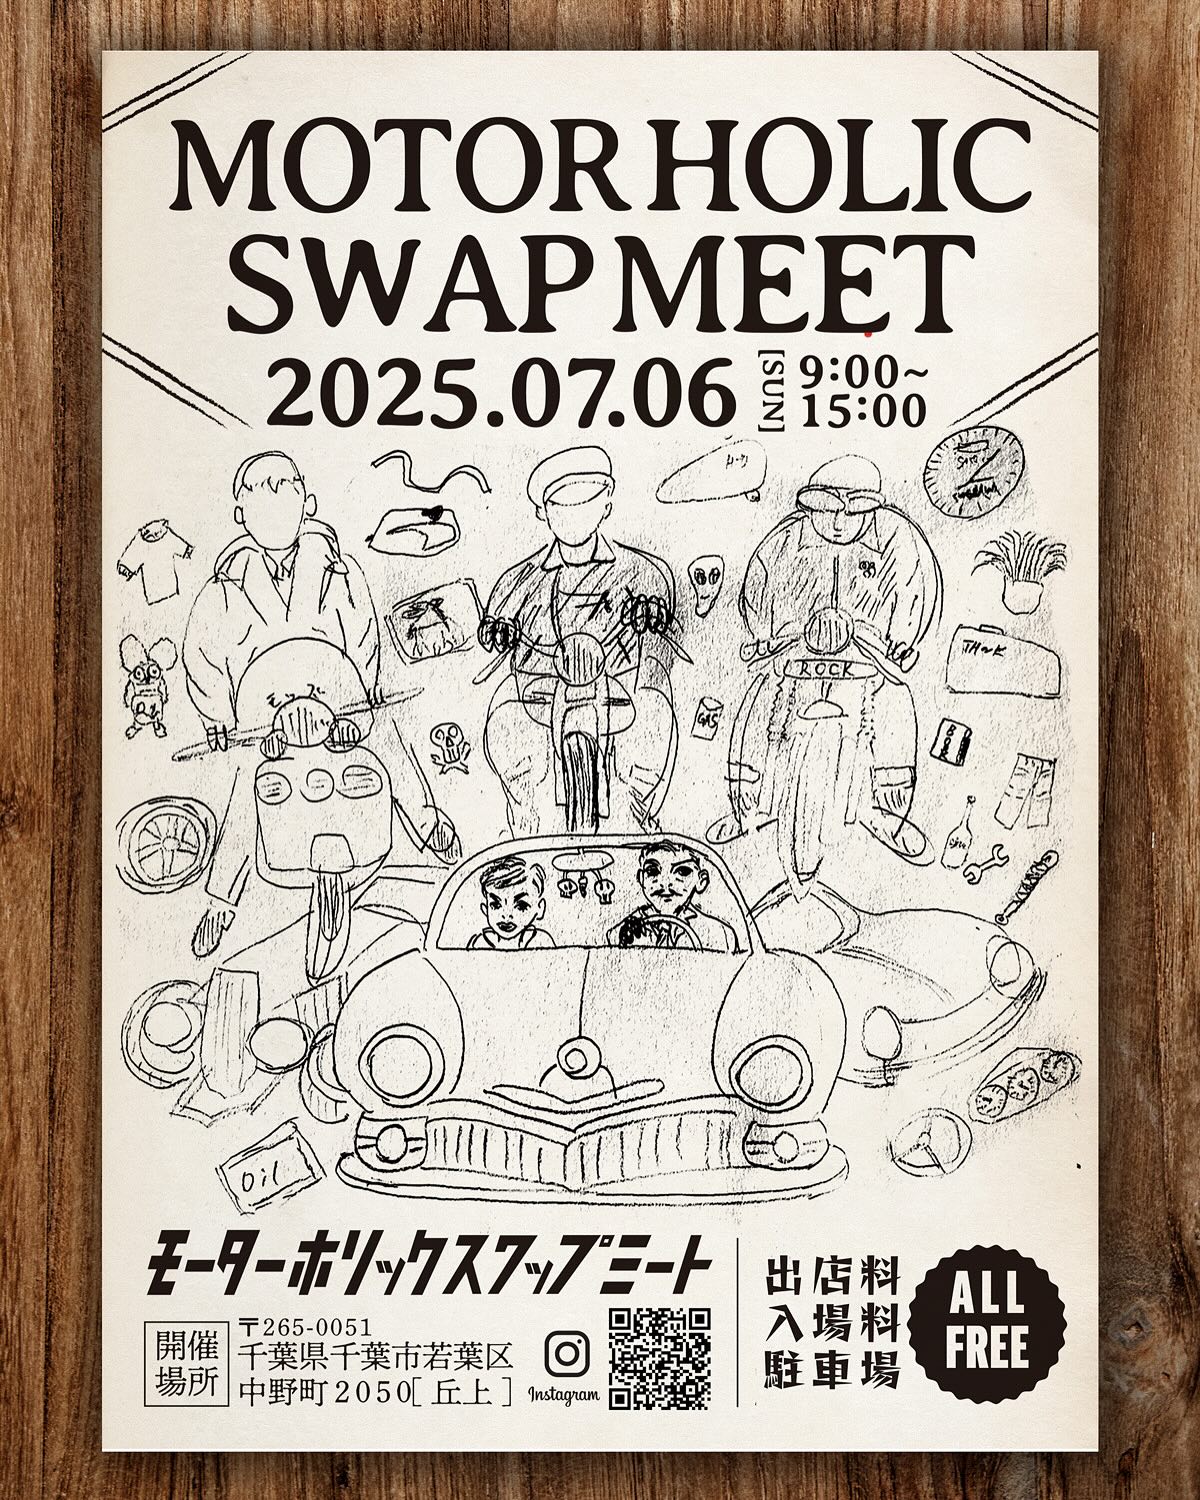 MOTOR HOLIC
SWAP MEET
2025.07.06 [SUN] 9:00~
15:00
モッズ
ROCK
GAS
Oil
モーターホリックスワップミート
開催
場所
〒265-0051
千葉県千葉市若葉区
中野町2050[丘上]
Instagram
出店料
入場料
駐車場
ALL
FREE